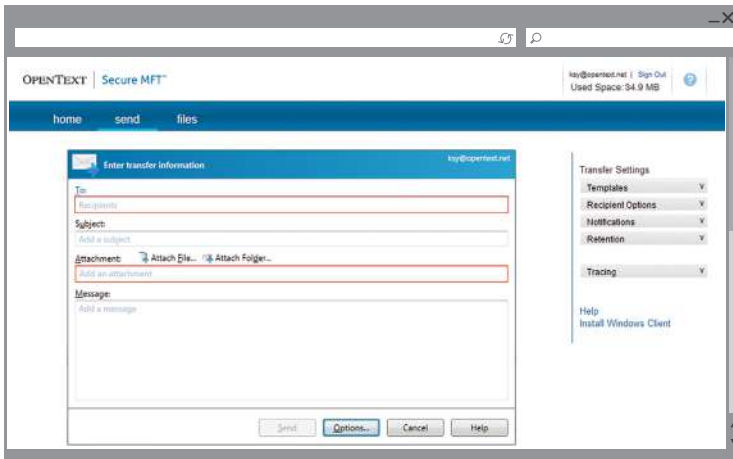 OPENTEXT | Secure MFT™
ksy@opentext.net | Sign Out
Used Space: 34.9 MB
home send files
Enter transfer information
ksy@opentext.net
To:
Recipients
Subject:
Add a subject
Attachment: Attach File... Attach Folder...
Add an attachment
Message:
Add a message
Send Options... Cancel Help
Transfer Settings
Templates
Recipient Options
Notifications
Retention
Tracing
Help
Install Windows Client